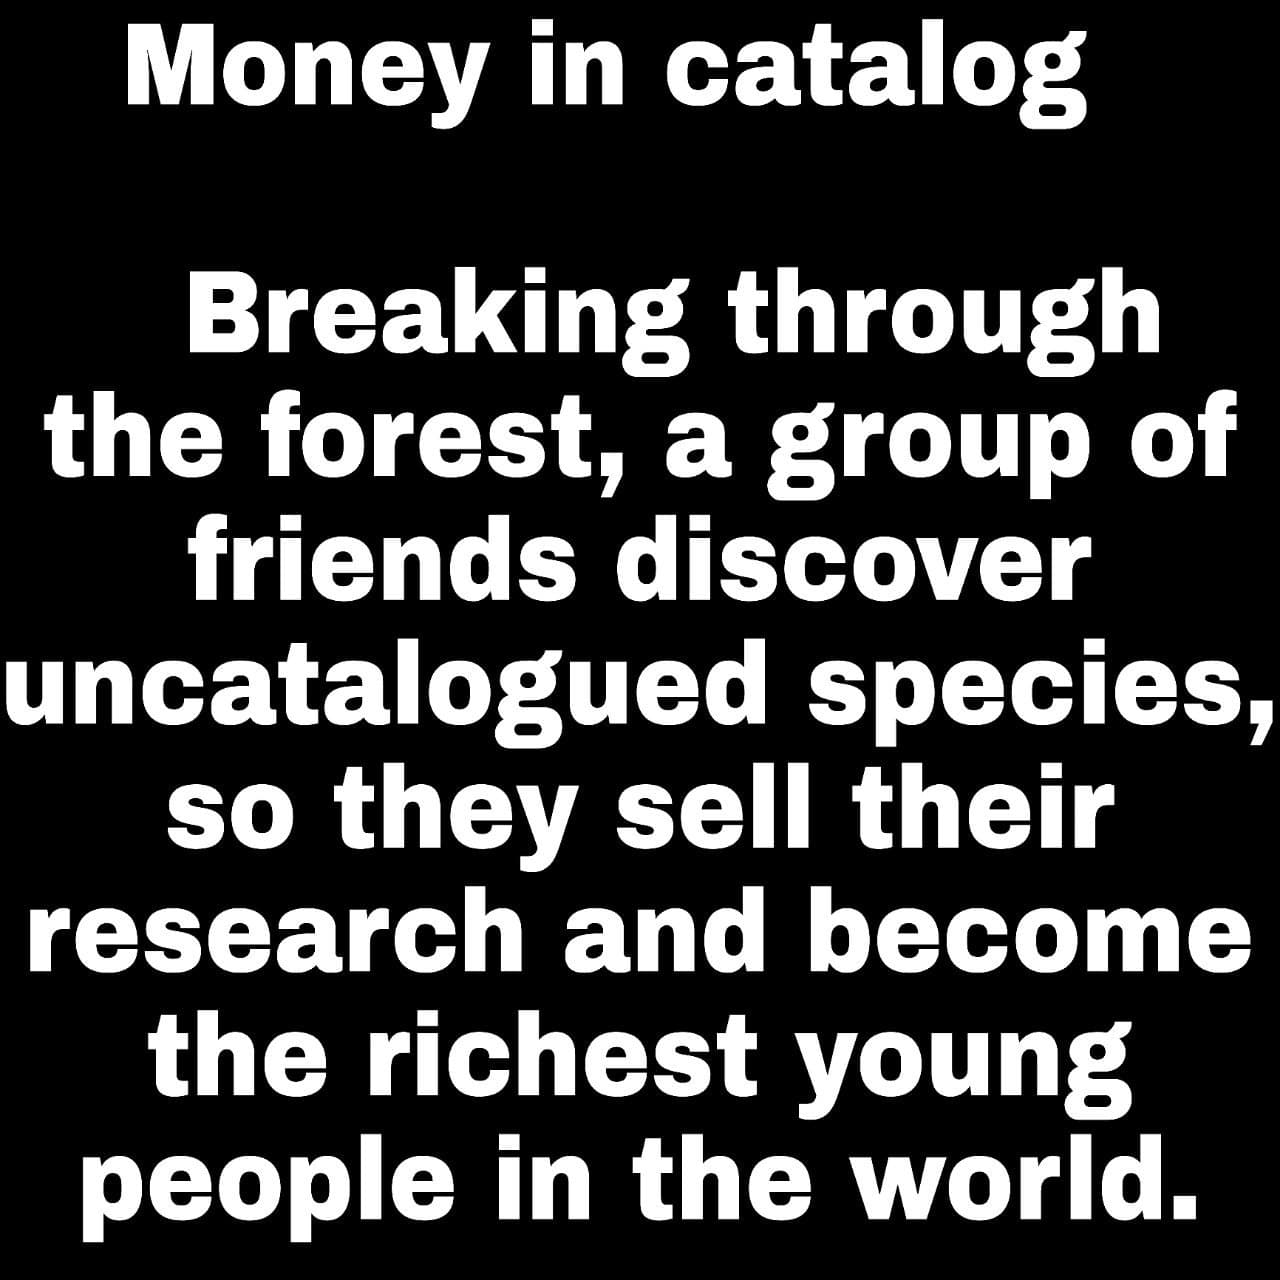 Money in catalog
Breaking through
the forest, a group of
friends discover
uncatalogued species,
so they sell their
research and become
the richest young
people in the world.